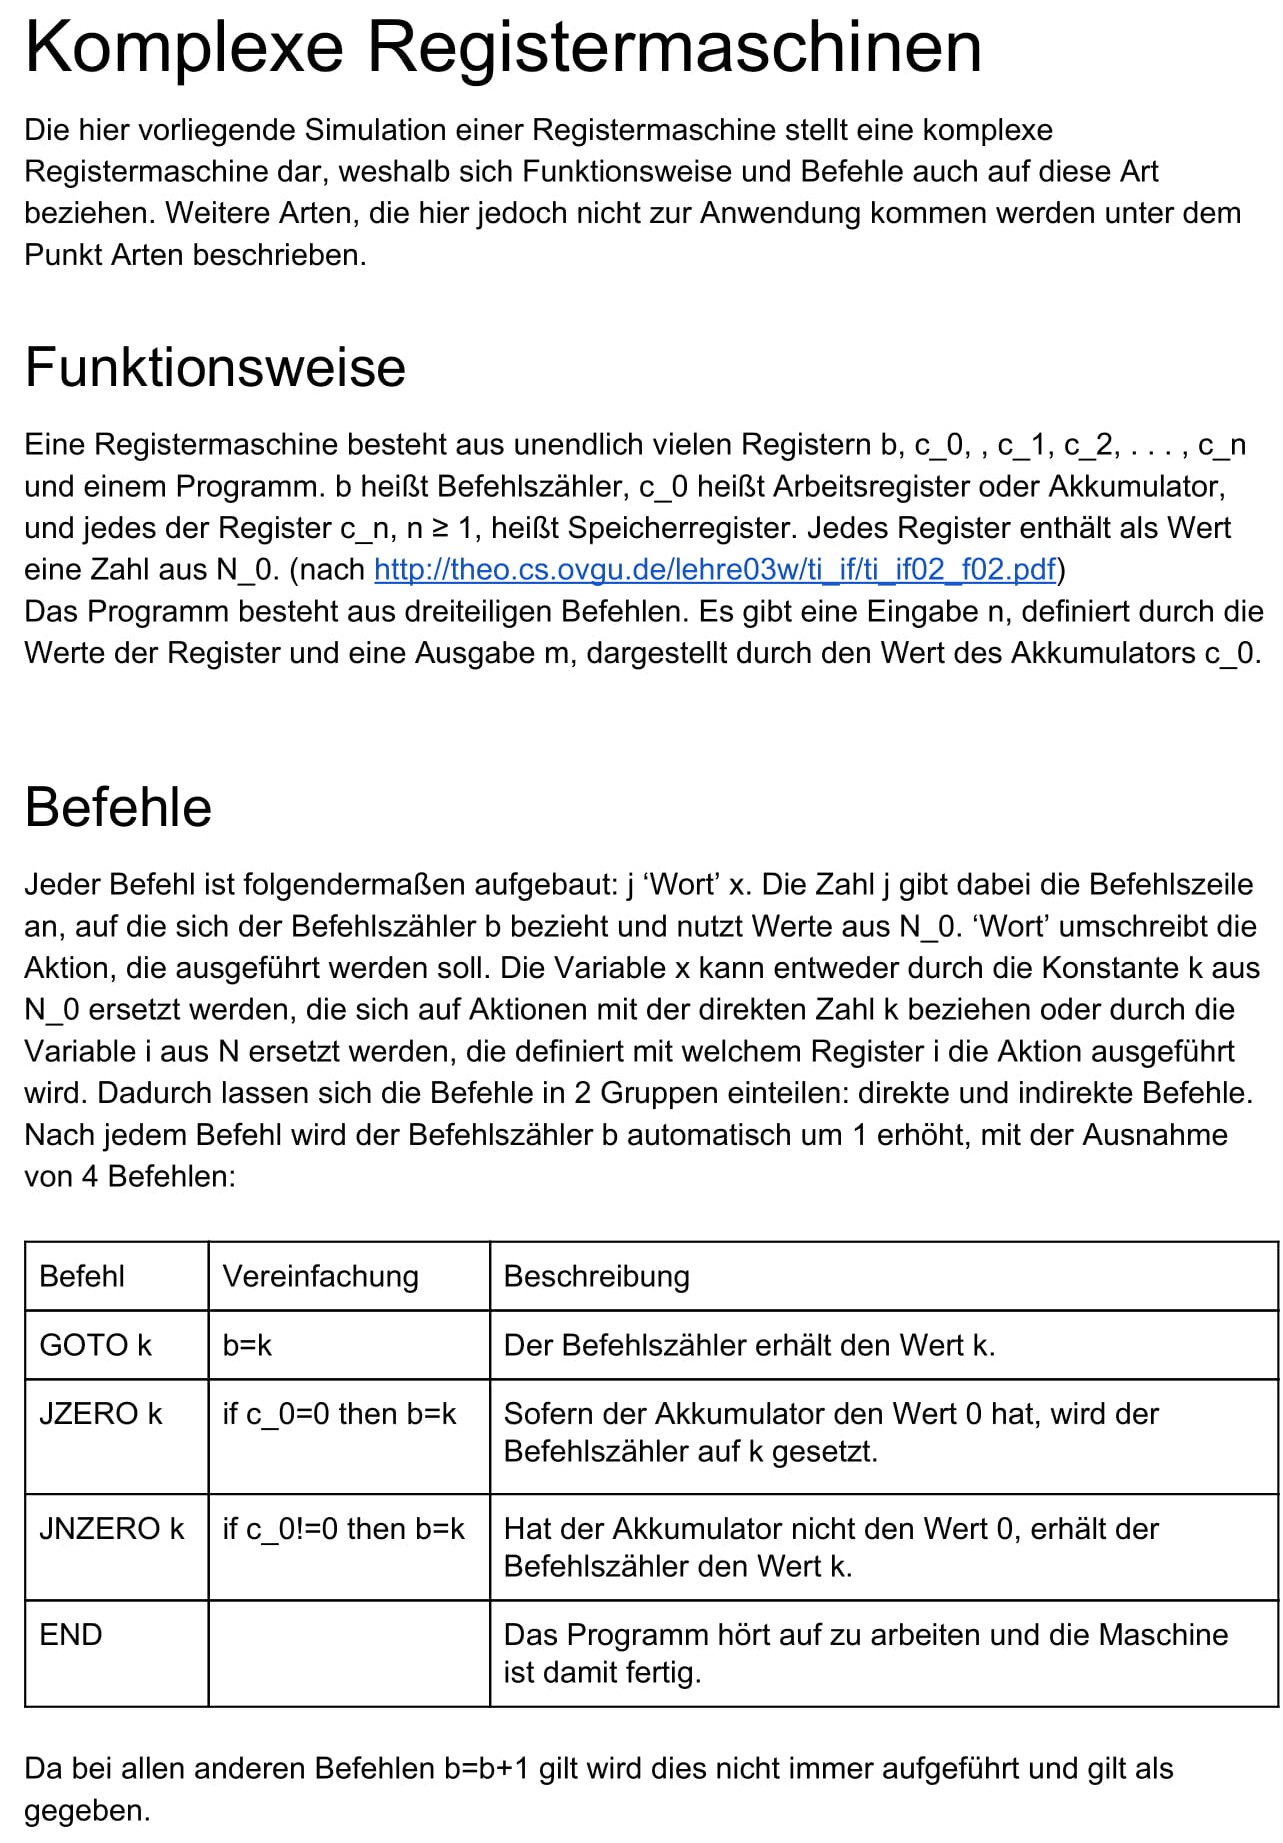 Komplexe Registermaschinen
Die hier vorliegende Simulation einer Registermaschine stellt eine komplexe
Registermaschine dar, weshalb sich Funktionsweise und Befehle auch auf diese Art
beziehen. Weitere Arten, die hier jedoch nicht zur Anwendung kommen werden unter dem
Punkt Arten beschrieben.
Funktionsweise
Eine Registermaschine besteht aus unendlich vielen Registern b, c_0, , c_1, c_2, . . . , c_n
und einem Programm. b heißt Befehlszähler, c_0 heißt Arbeitsregister oder Akkumulator,
und jedes der Register c_n, n ≥ 1, heißt Speicherregister. Jedes Register enthält als Wert
eine Zahl aus N_0. (nach http://theo.cs.ovgu.de/lehre03w/ti_if/ti_if02_f02.pdf)
Das Programm besteht aus dreiteiligen Befehlen. Es gibt eine Eingabe n, definiert durch die
Werte der Register und eine Ausgabe m, dargestellt durch den Wert des Akkumulators c_0.
Befehle
Jeder Befehl ist folgendermaßen aufgebaut: j ‘Wort’ x. Die Zahl j gibt dabei die Befehlszeile
an, auf die sich der Befehlszähler b bezieht und nutzt Werte aus N_0. ‘Wort’ umschreibt die
Aktion, die ausgeführt werden soll. Die Variable x kann entweder durch die Konstante k aus
N_0 ersetzt werden, die sich auf Aktionen mit der direkten Zahl k beziehen oder durch die
Variable i aus N ersetzt werden, die definiert mit welchem Register i die Aktion ausgeführt
wird. Dadurch lassen sich die Befehle in 2 Gruppen einteilen: direkte und indirekte Befehle.
Nach jedem Befehl wird der Befehlszähler b automatisch um 1 erhöht, mit der Ausnahme
von 4 Befehlen:
Befehl Vereinfachung Beschreibung
GOTO k b=k Der Befehlszähler erhält den Wert k.
JZERO k if c_0=0 then b=k Sofern der Akkumulator den Wert 0 hat, wird der
Befehlszähler auf k gesetzt.
JNZERO k if c_0!=0 then b=k Hat der Akkumulator nicht den Wert 0, erhält der
Befehlszähler den Wert k.
END Das Programm hört auf zu arbeiten und die Maschine
ist damit fertig.
Da bei allen anderen Befehlen b=b+1 gilt wird dies nicht immer aufgeführt und gilt als
gegeben.